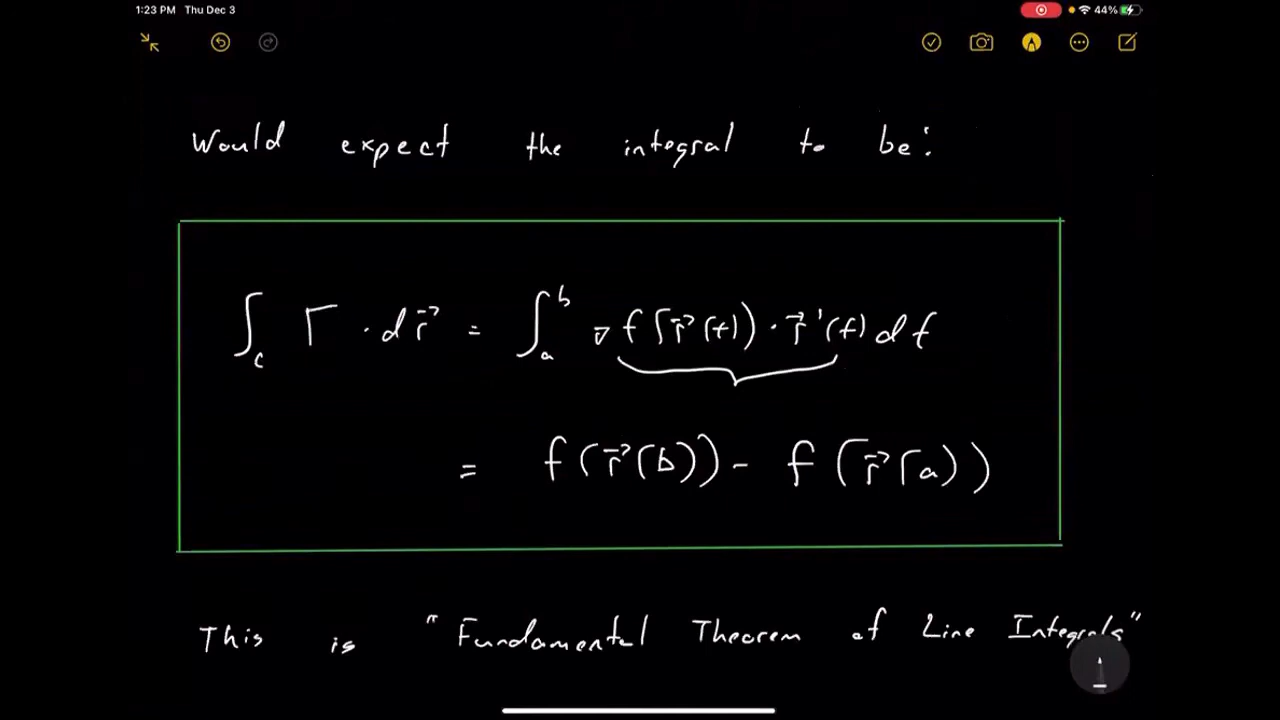 1:23 PM Thu Dec 3 44%
Would expect the integral to be:
∫_c F · dr⃗ = ∫_a^b ∇f(r⃗(t)) · r⃗'(t) dt
= f(r⃗(b)) - f(r⃗(a))
This is "Fundamental Theorem of Line Integrals"